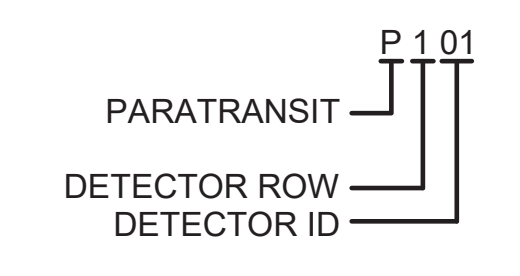 P 1 01
PARATRANSIT
DETECTOR ROW
DETECTOR ID